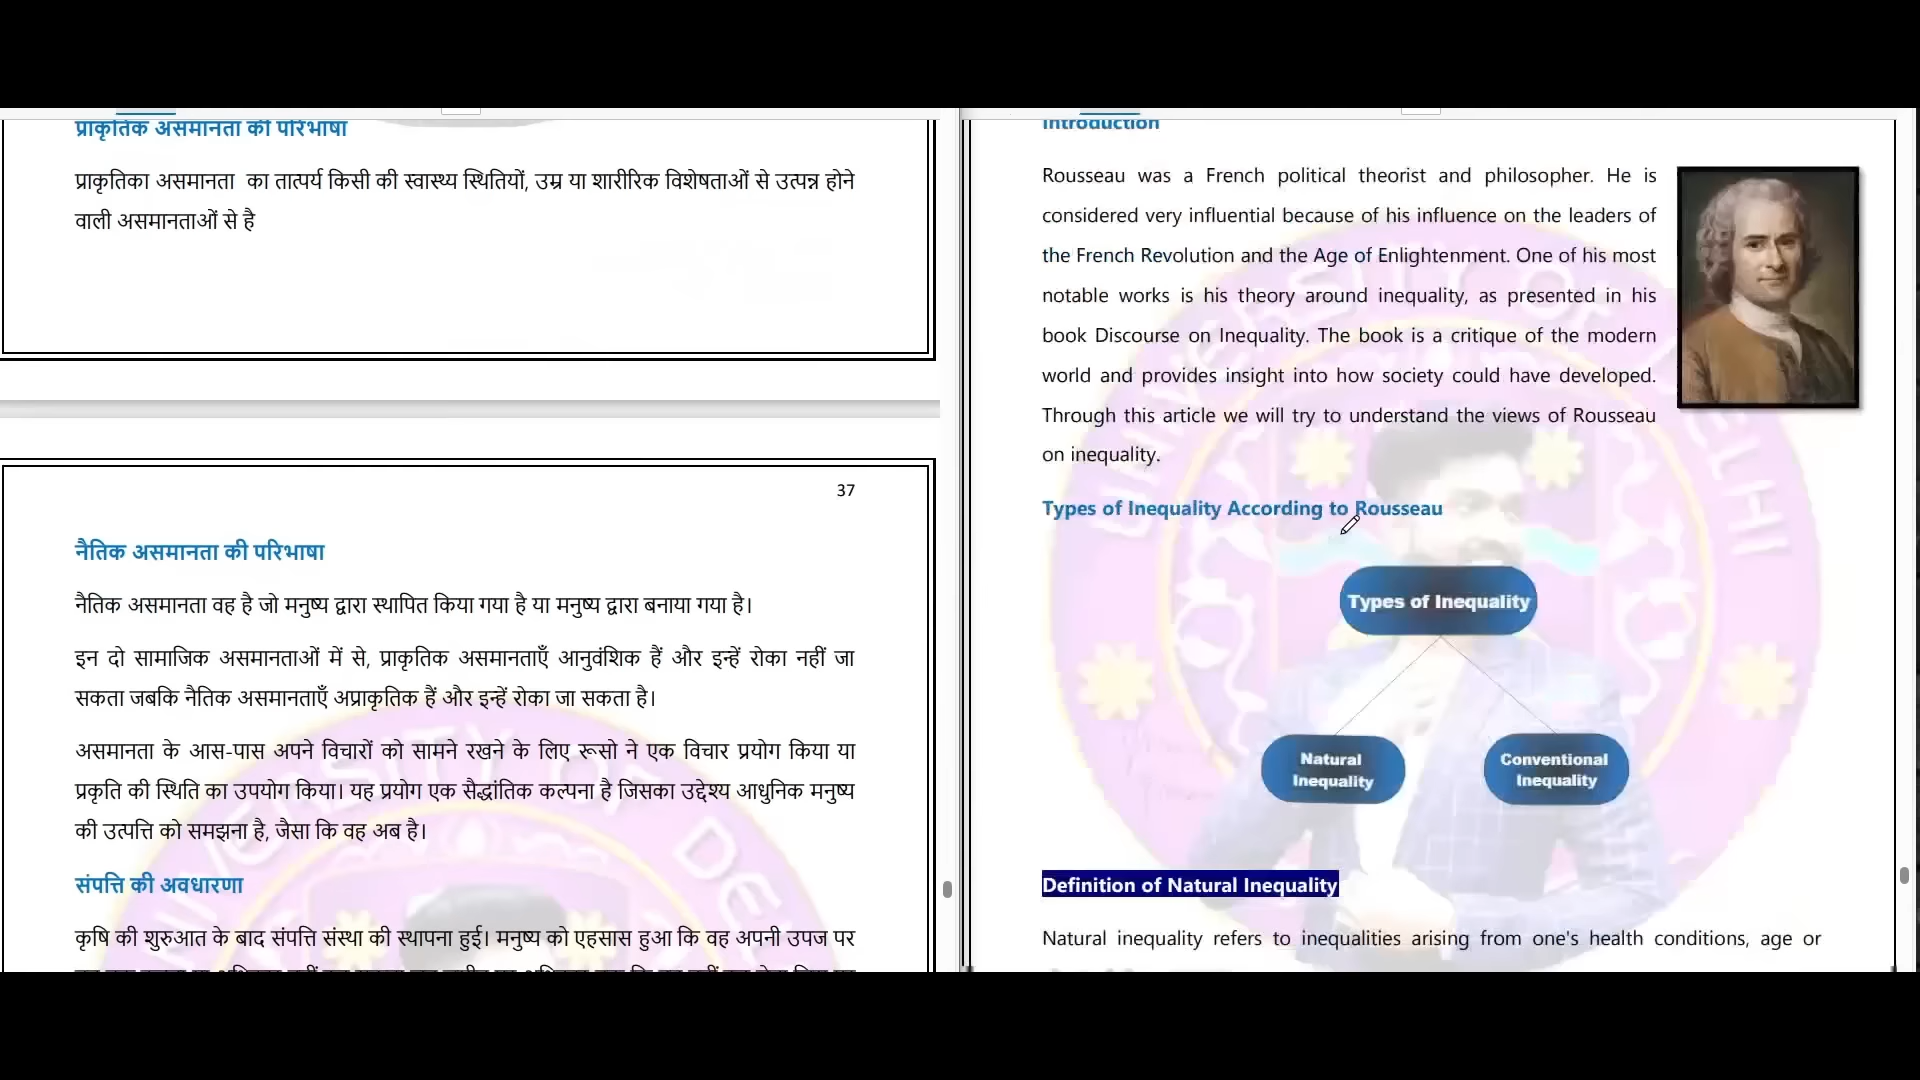 प्राकृतिक असमानता की परिभाषा
प्राकृतिका असमानता का तात्पर्य किसी की स्वास्थ्य स्थितियों, उम्र या शारीरिक विशेषताओं से उत्पन्न होने
वाली असमानताओं से है
37
नैतिक असमानता की परिभाषा
नैतिक असमानता वह है जो मनुष्य द्वारा स्थापित किया गया है या मनुष्य द्वारा बनाया गया है।
इन दो सामाजिक असमानताओं में से, प्राकृतिक असमानताएँ आनुवंशिक हैं और इन्हें रोका नहीं जा
सकता जबकि नैतिक असमानताएँ अप्राकृतिक हैं और इन्हें रोका जा सकता है।
असमानता के आस-पास अपने विचारों को सामने रखने के लिए रूसो ने एक विचार प्रयोग किया या
प्रकृति की स्थिति का उपयोग किया। यह प्रयोग एक सैद्धांतिक कल्पना है जिसका उद्देश्य आधुनिक मनुष्य
की उत्पत्ति को समझना है, जैसा कि वह अब है।
संपत्ति की अवधारणा
कृषि की शुरुआत के बाद संपत्ति संस्था की स्थापना हुई। मनुष्य को एहसास हुआ कि वह अपनी उपज पर
UNIVERSITY OF DEL
Introduction
Rousseau was a French political theorist and philosopher. He is
considered very influential because of his influence on the leaders of
the French Revolution and the Age of Enlightenment. One of his most
notable works is his theory around inequality, as presented in his
book Discourse on Inequality. The book is a critique of the modern
world and provides insight into how society could have developed.
Through this article we will try to understand the views of Rousseau
on inequality.
Types of Inequality According to Rousseau
Types of Inequality
Natural
Inequality
Conventional
Inequality
Definition of Natural Inequality
Natural inequality refers to inequalities arising from one's health conditions, age or
UNIVERSITY OF DELHI